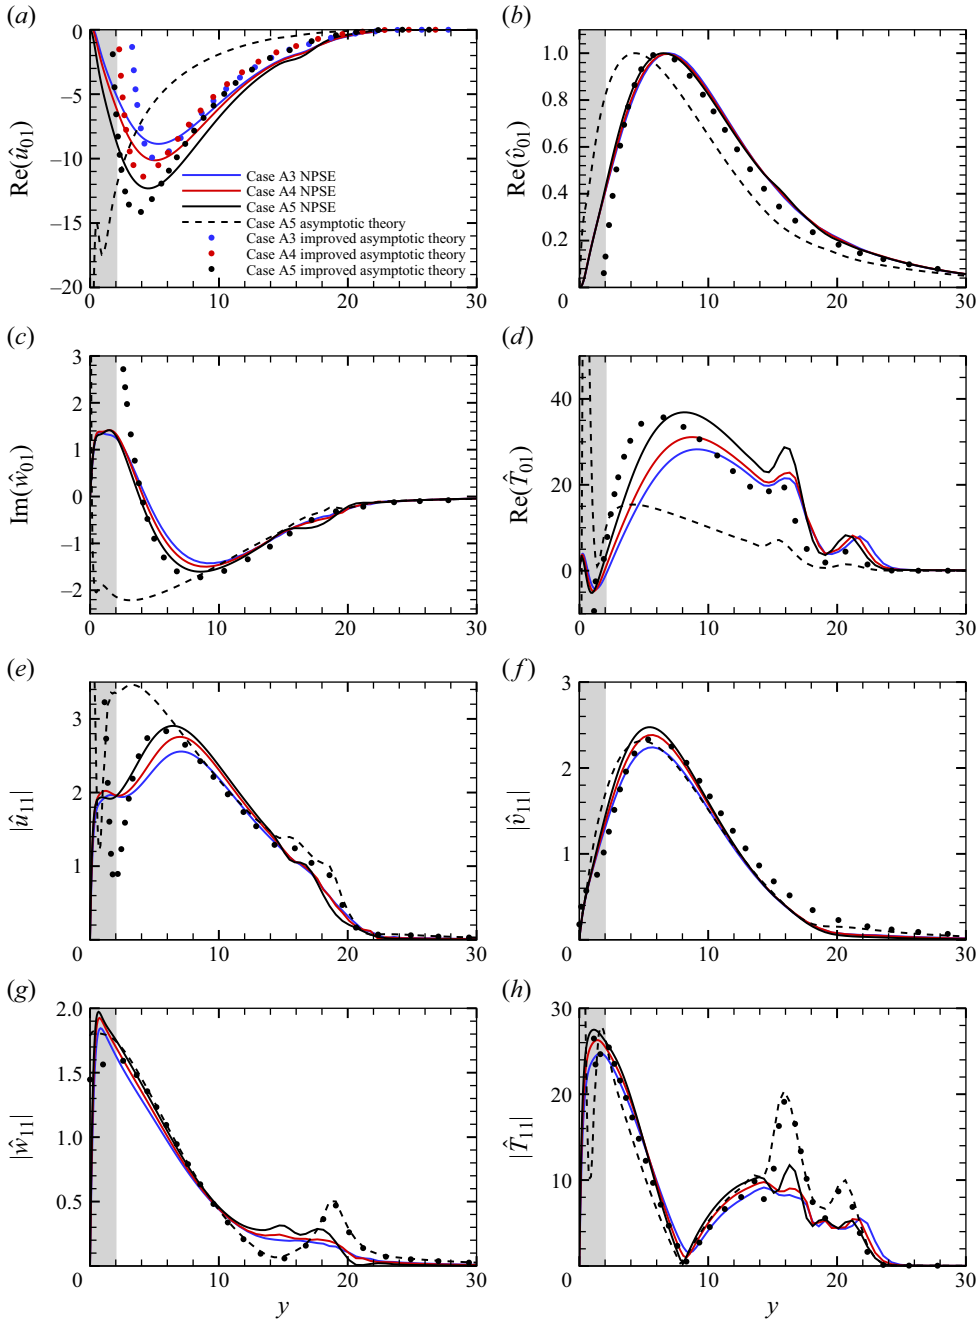 (a)
0
−5
−10
−15
−20
Re(û01)
Case A3 NPSE
Case A4 NPSE
Case A5 NPSE
Case A5 asymptotic theory
Case A3 improved asymptotic theory
Case A4 improved asymptotic theory
Case A5 improved asymptotic theory
0 10 20 30
(b)
1.0
0.8
0.6
0.4
0.2
Re(v̂01)
0 10 20 30
(c)
3
2
1
0
−1
−2
Im(ŵ01)
0 10 20 30
(d)
40
20
0
Re(T̂01)
0 10 20 30
(e)
3
2
1
0
|û11|
0 10 20 30
(f)
3
2
1
0
|v̂11|
0 10 20 30
(g)
2.0
1.5
1.0
0.5
|ŵ11|
0 10 20 30
y
(h)
30
20
10
0
|T̂11|
0 10 20 30
y